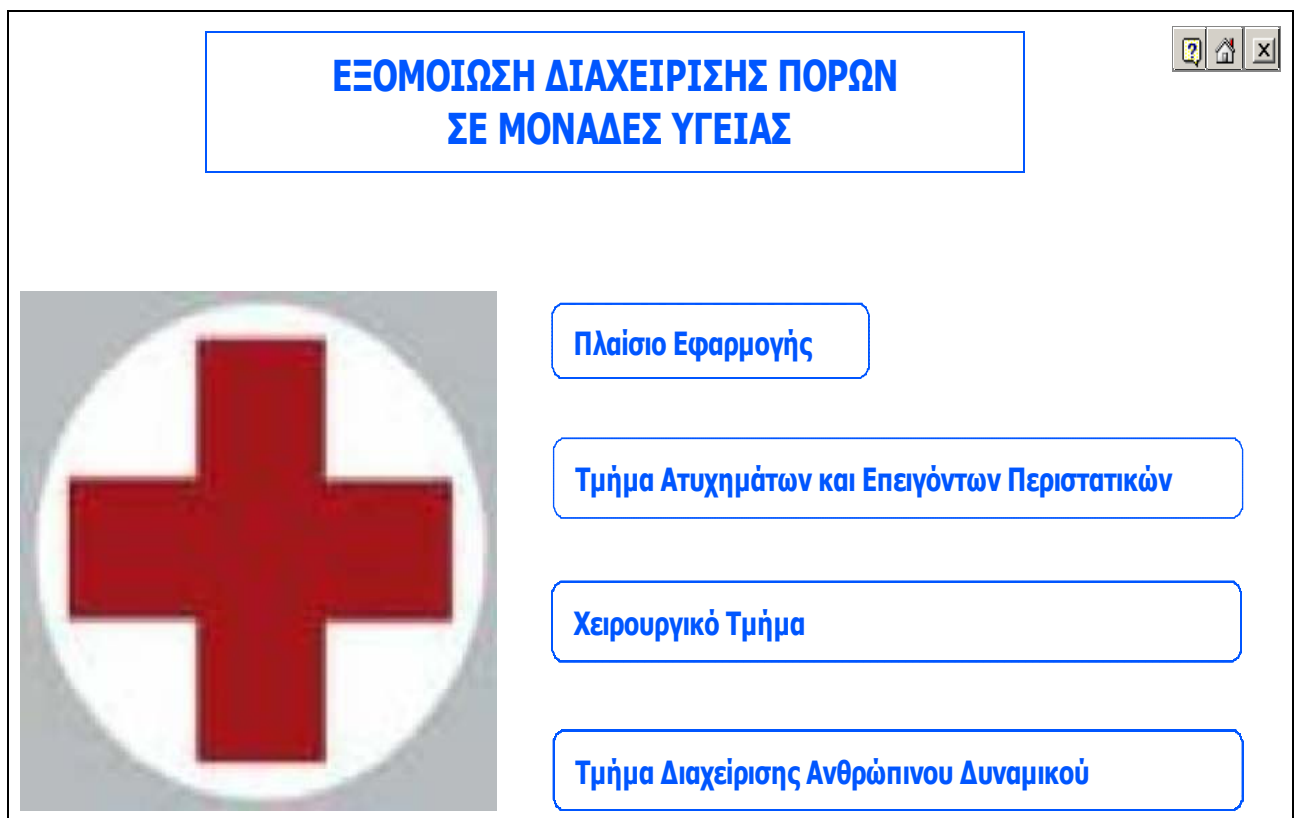 ΕΞΟΜΟΙΩΣΗ ΔΙΑΧΕΙΡΙΣΗΣ ΠΟΡΩΝ
ΣΕ ΜΟΝΑΔΕΣ ΥΓΕΙΑΣ
Πλαίσιο Εφαρμογής
Τμήμα Ατυχημάτων και Επειγόντων Περιστατικών
Χειρουργικό Τμήμα
Τμήμα Διαχείρισης Ανθρώπινου Δυναμικού